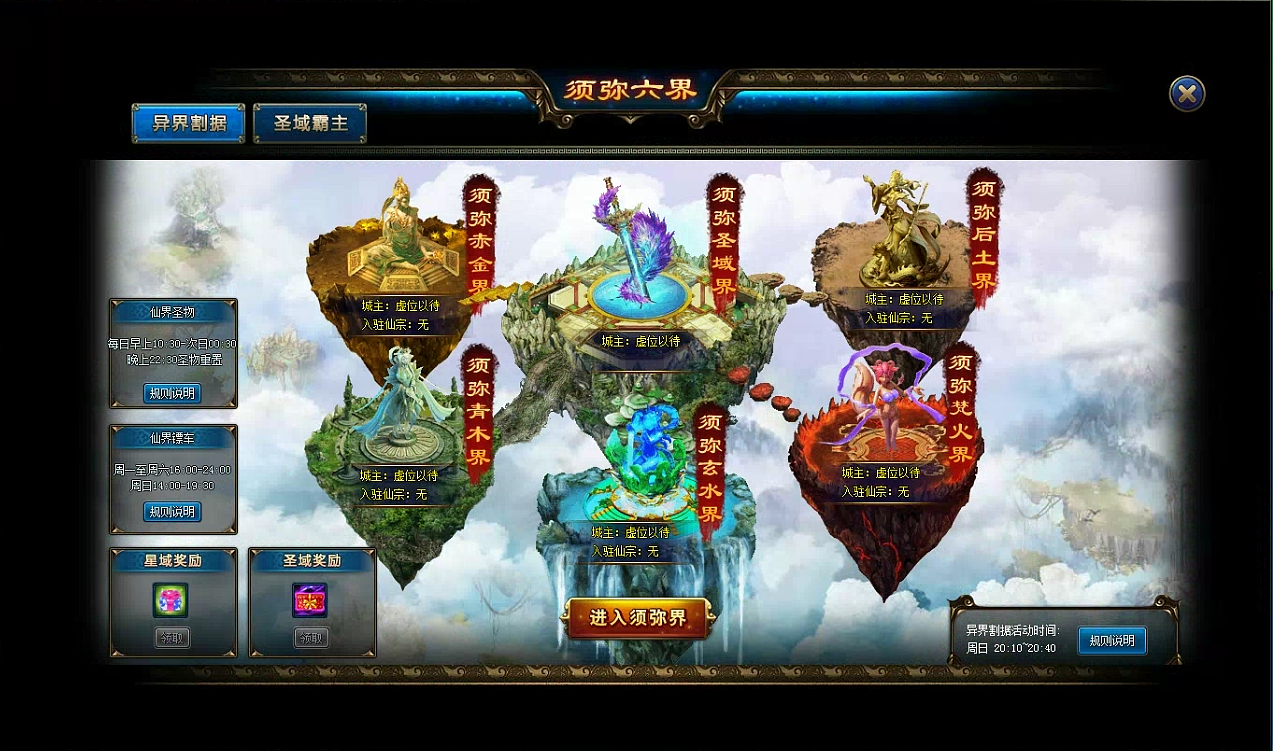 须弥六界
异界割据
圣域霸主
须弥赤金界
城主：虚位以待
入驻仙宗：无
须弥圣域界
城主：虚位以待
须弥后土界
城主：虚位以待
入驻仙宗：无
仙界圣物
每日早上10:30-次日00:30
晚上22:30圣物重置
规则说明
须弥青木界
城主：虚位以待
入驻仙宗：无
须弥玄水界
城主：虚位以待
入驻仙宗：无
须弥梵火界
城主：虚位以待
入驻仙宗：无
仙界镖车
周一至周六16:00-24:00
周日14:00-19:30
规则说明
星域奖励
领取
圣域奖励
领取
进入须弥界
异界割据活动时间:
周日 20:10~20:40
规则说明